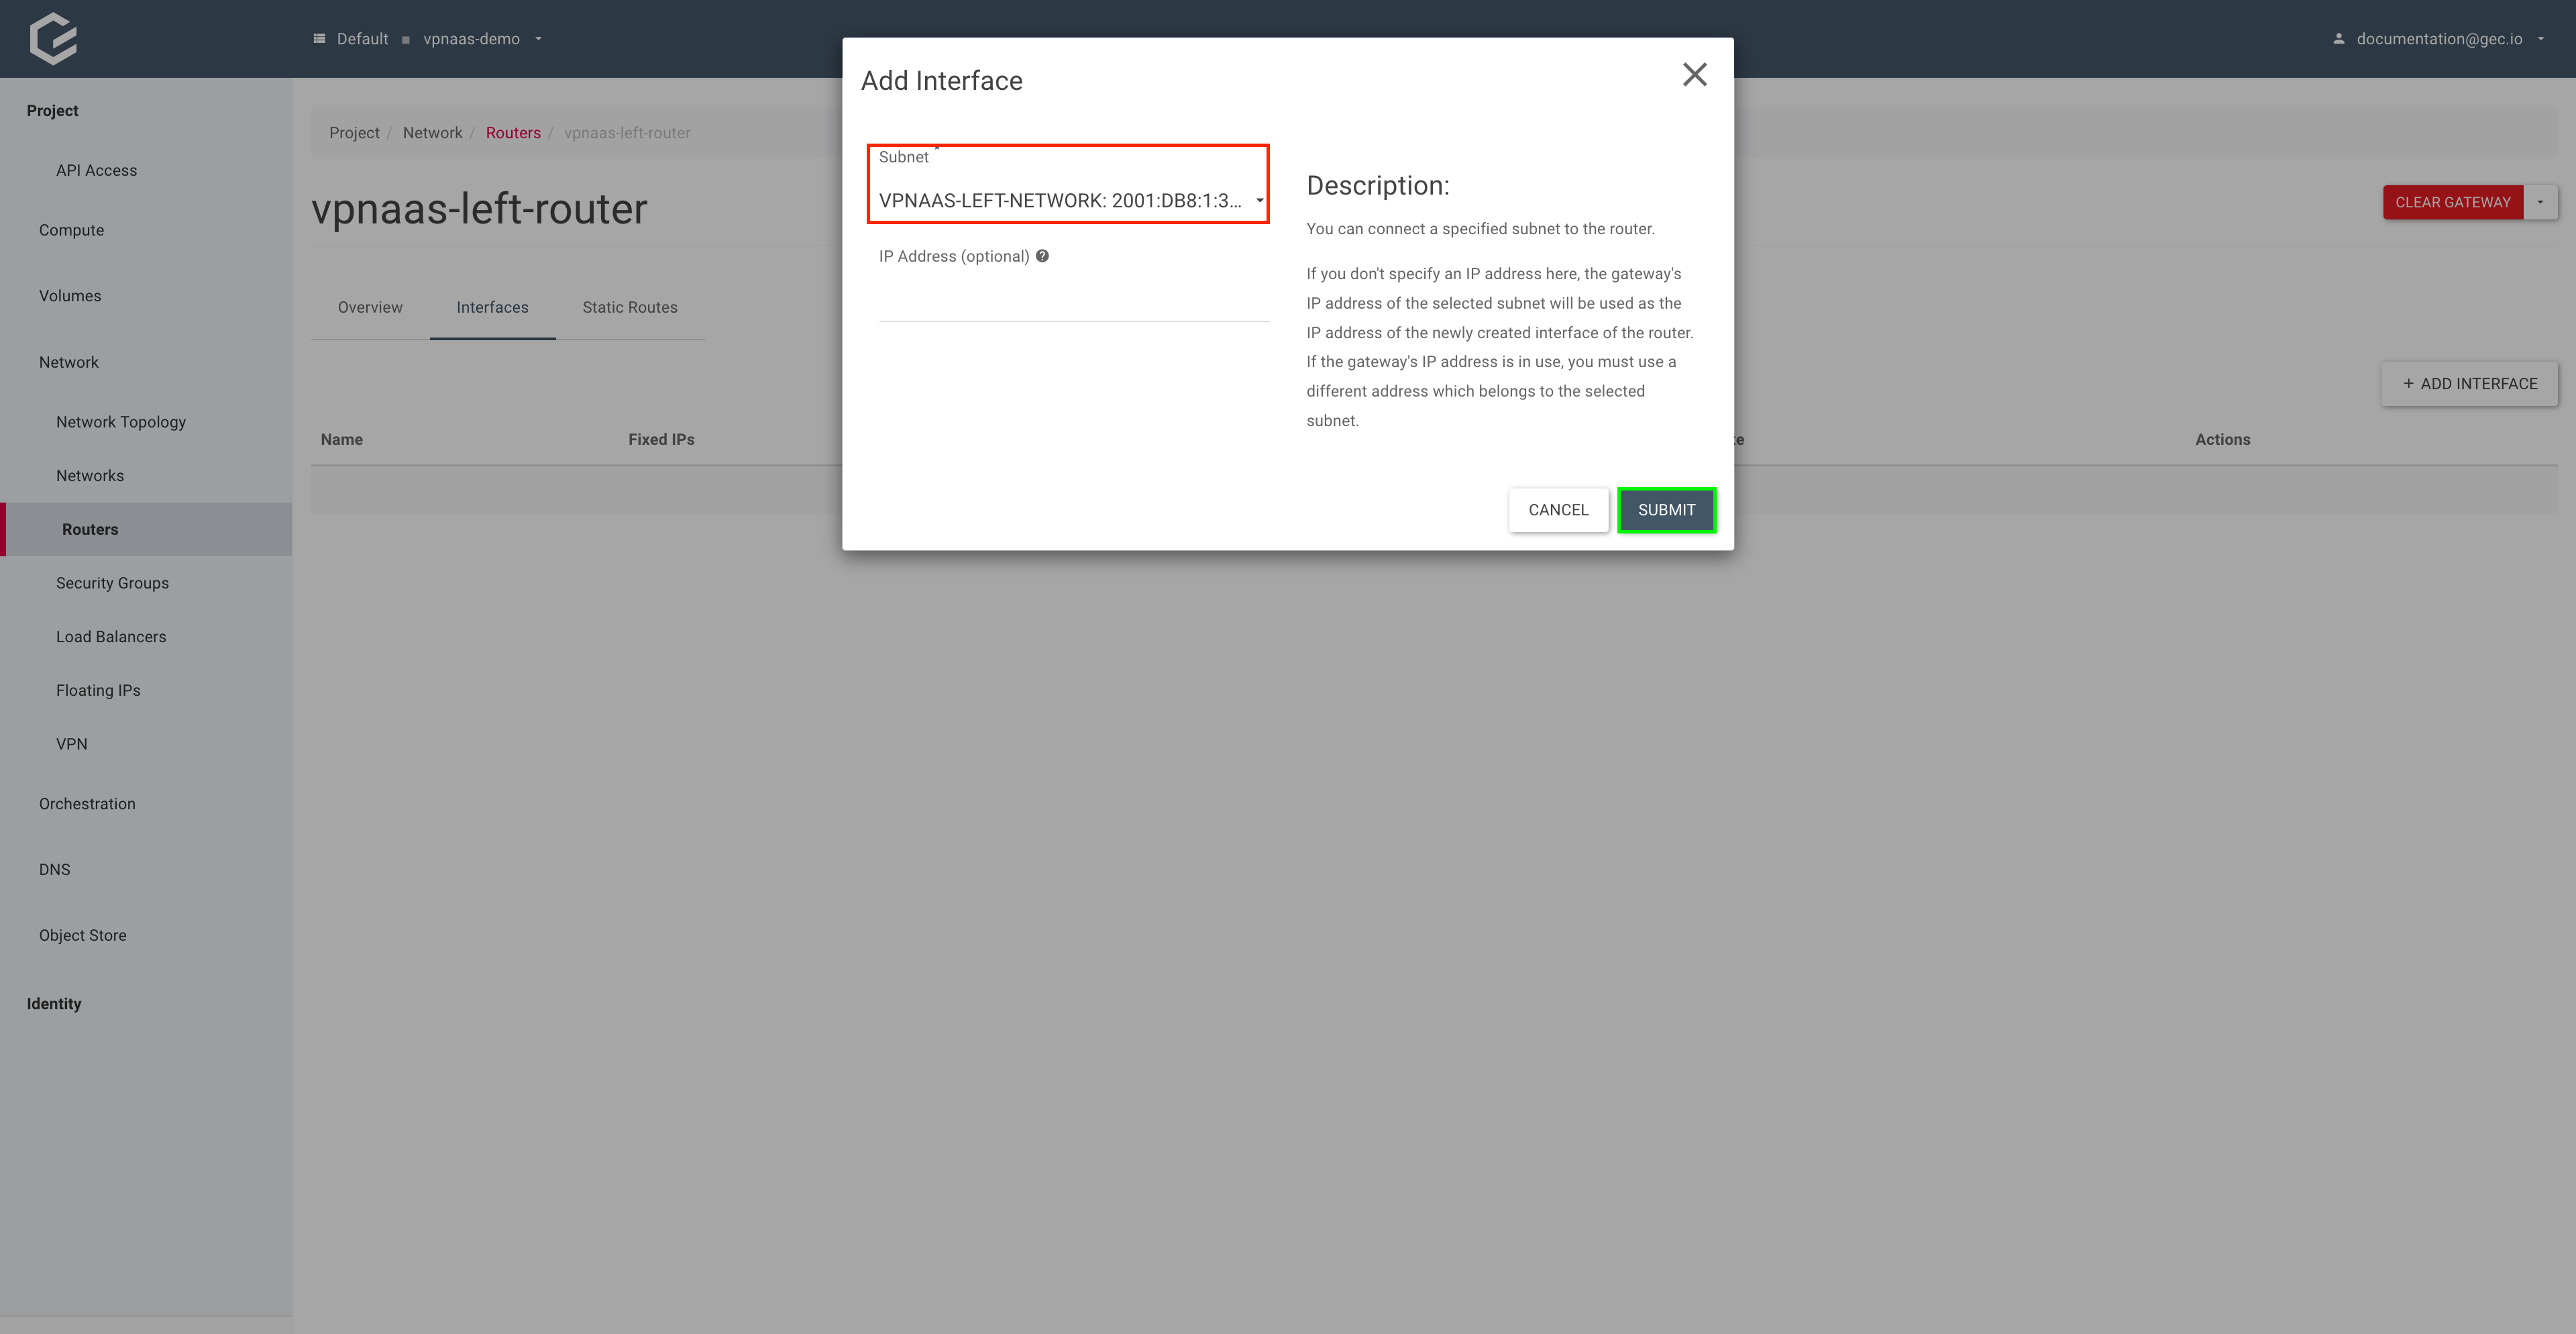 Default vpnaas-demo
documentation@gec.io
Project
API Access
Compute
Volumes
Network
Network Topology
Networks
Routers
Security Groups
Load Balancers
Floating IPs
VPN
Orchestration
DNS
Object Store
Identity
Project / Network / Routers / vpnaas-left-router
vpnaas-left-router
CLEAR GATEWAY
Overview Interfaces Static Routes
+ ADD INTERFACE
Name Fixed IPs Actions
Add Interface
Subnet *
VPNAAS-LEFT-NETWORK: 2001:DB8:1:3...
IP Address (optional)
Description:
You can connect a specified subnet to the router.
If you don't specify an IP address here, the gateway's
IP address of the selected subnet will be used as the
IP address of the newly created interface of the router.
If the gateway's IP address is in use, you must use a
different address which belongs to the selected
subnet.
CANCEL SUBMIT